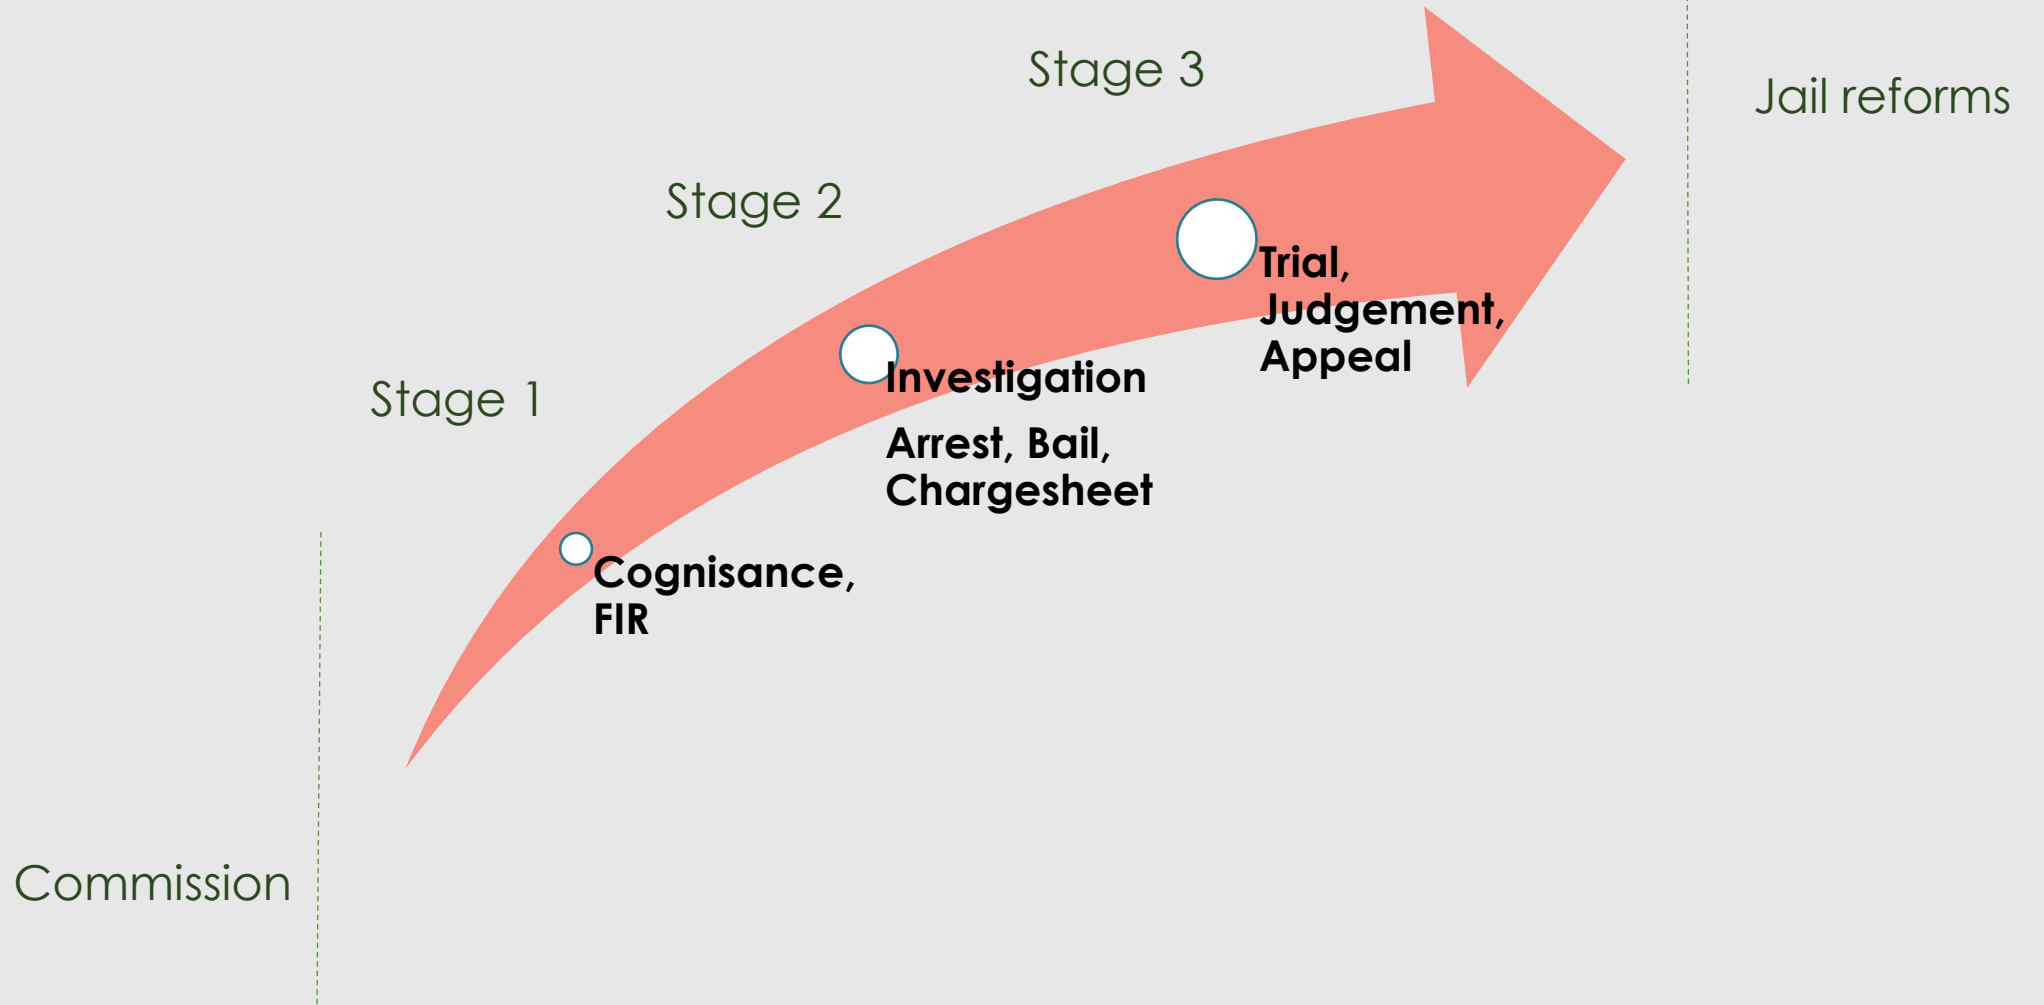 Stage 3
Jail reforms
Stage 2
Trial,
Judgement,
Appeal
Investigation
Arrest, Bail,
Chargesheet
Stage 1
Cognisance,
FIR
Commission